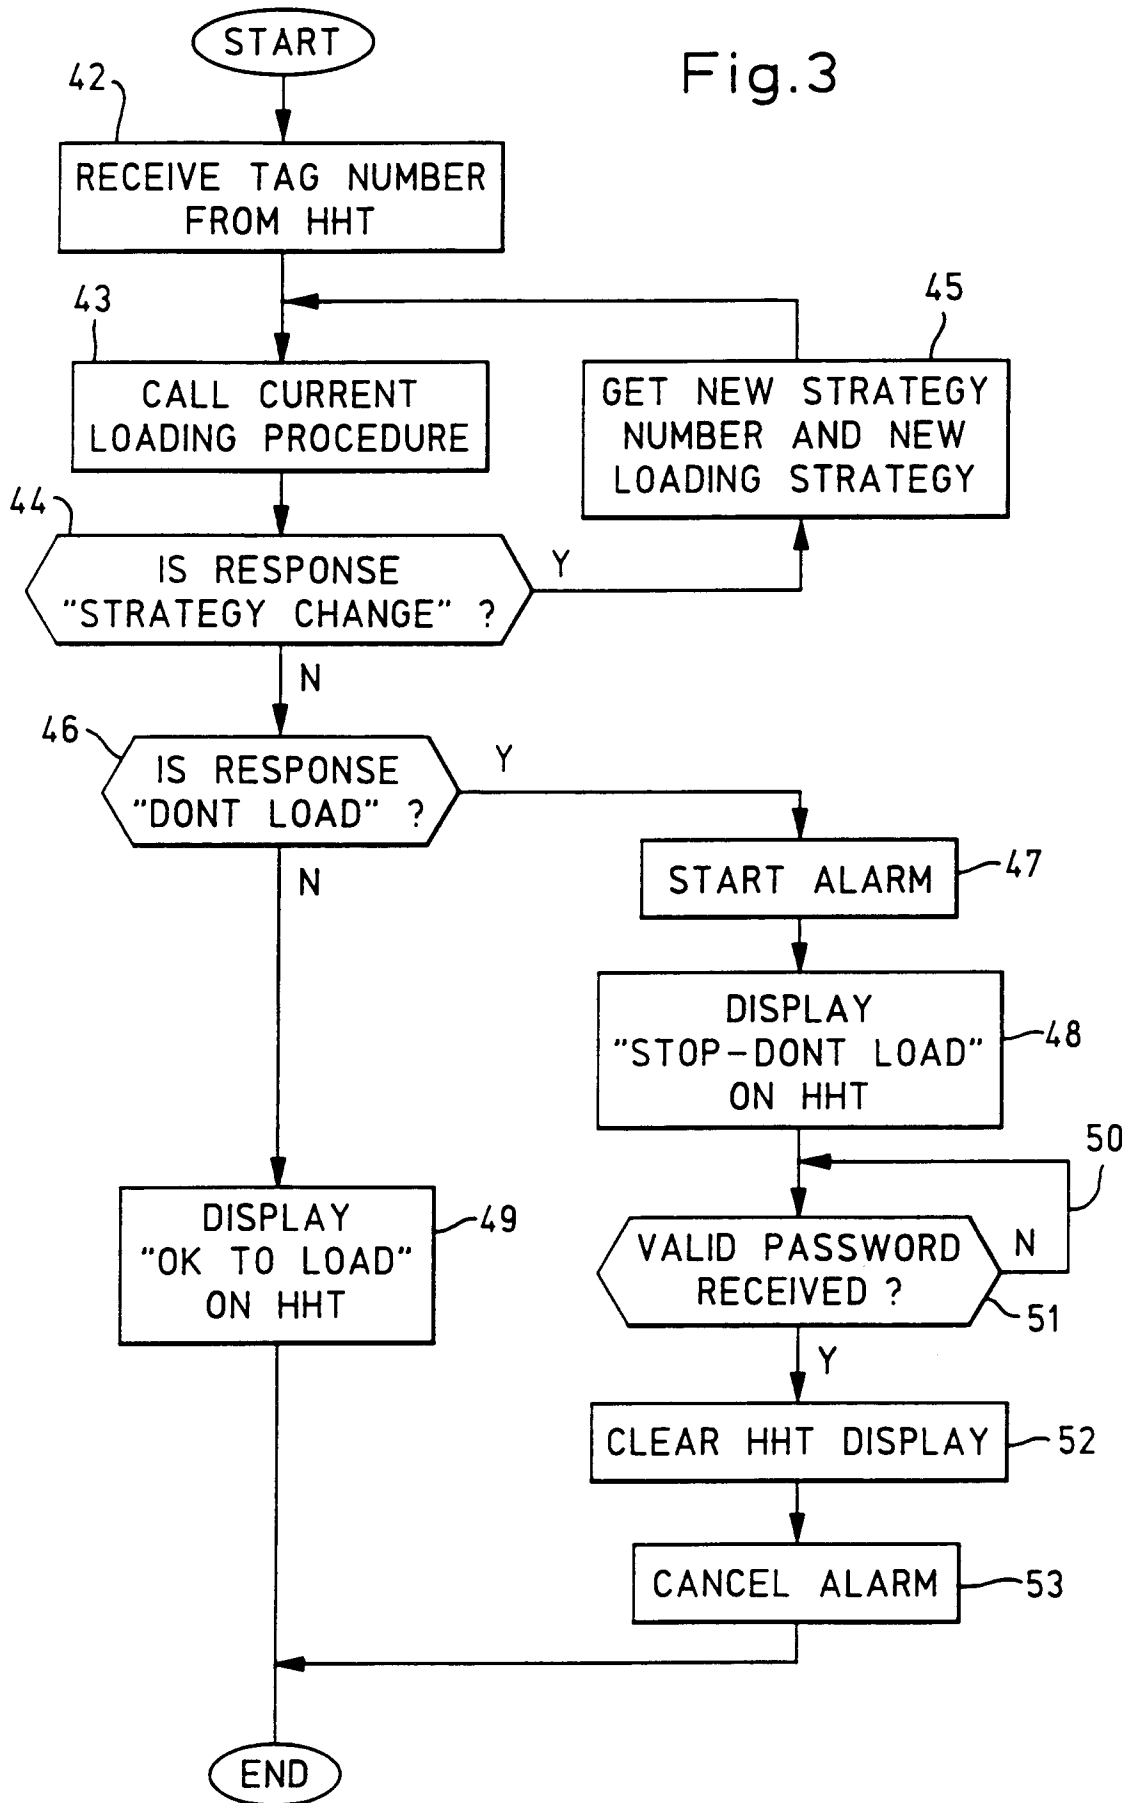 START
Fig.3
42
RECEIVE TAG NUMBER
FROM HHT
43
CALL CURRENT
LOADING PROCEDURE
45
GET NEW STRATEGY
NUMBER AND NEW
LOADING STRATEGY
44
IS RESPONSE
"STRATEGY CHANGE" ?
Y
N
46
IS RESPONSE
"DONT LOAD" ?
Y
N
START ALARM
47
DISPLAY
"STOP-DONT LOAD"
ON HHT
48
50
DISPLAY
"OK TO LOAD"
ON HHT
49
VALID PASSWORD
RECEIVED ?
N
51
Y
CLEAR HHT DISPLAY
52
CANCEL ALARM
53
END